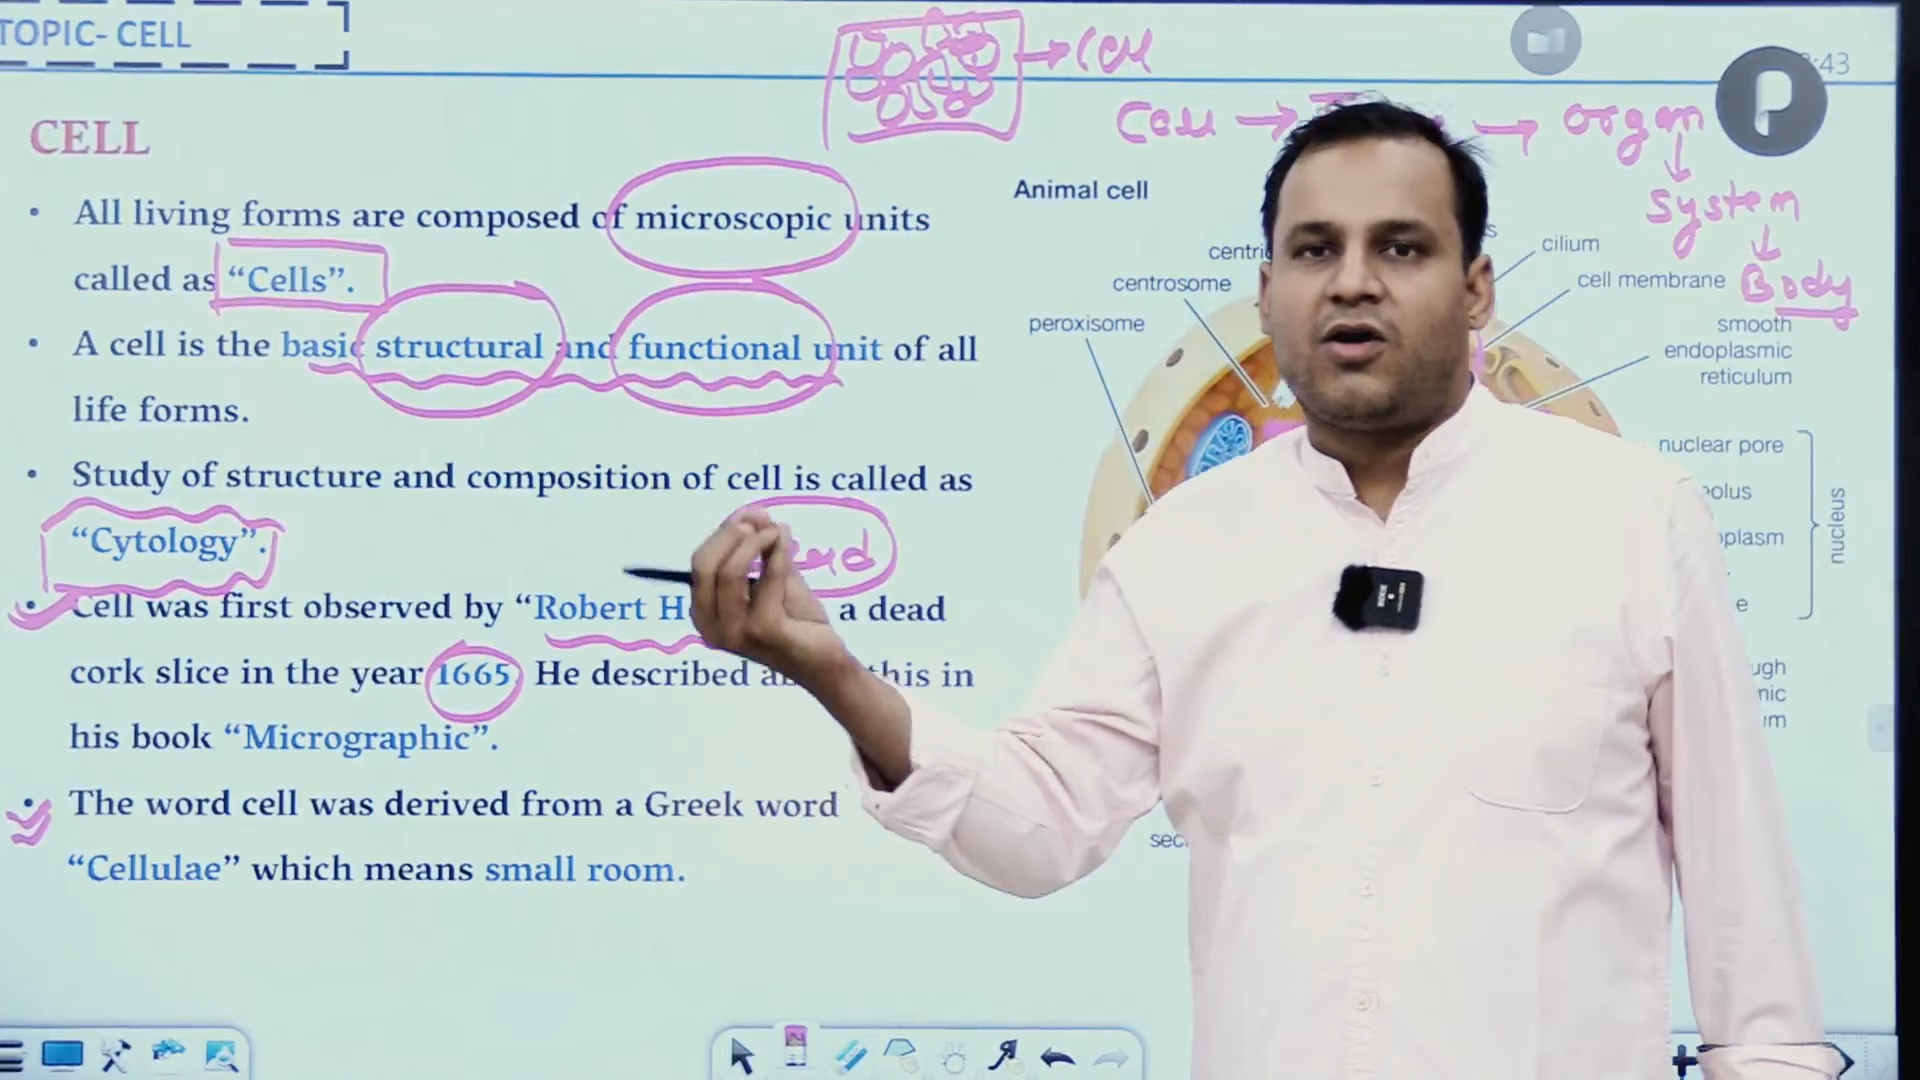 TOPIC- CELL
→ Cell
:43
P
CELL
Cell → → organ
↓
System
↓
Body
• All living forms are composed of microscopic units
called as “Cells”.
• A cell is the basic structural and functional unit of all
life forms.
• Study of structure and composition of cell is called as
“Cytology”.
• Cell was first observed by “Robert a dead
cork slice in the year 1665. He described this in
his book “Micrographic”.
• The word cell was derived from a Greek word
“Cellulae” which means small room.
Animal cell
cilium
centrosome
cell membrane
peroxisome
smooth
endoplasmic
reticulum
nuclear pore
nucleus